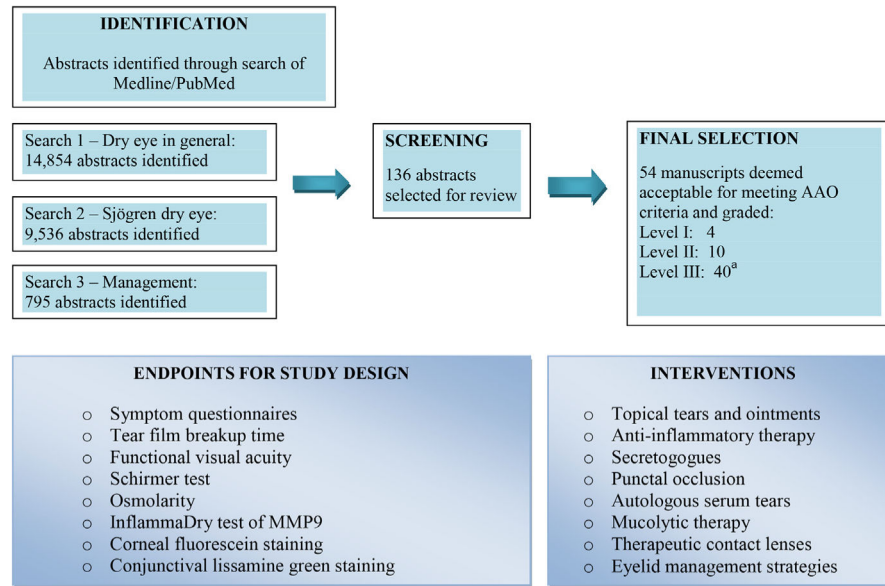 IDENTIFICATION
Abstracts identified through search of
Medline/PubMed
Search 1 – Dry eye in general:
14,854 abstracts identified
Search 2 – Sjögren dry eye:
9,536 abstracts identified
Search 3 – Management:
795 abstracts identified
SCREENING
136 abstracts
selected for review
FINAL SELECTION
54 manuscripts deemed
acceptable for meeting AAO
criteria and graded:
Level I: 4
Level II: 10
Level III: 40a
ENDPOINTS FOR STUDY DESIGN
o Symptom questionnaires
o Tear film breakup time
o Functional visual acuity
o Schirmer test
o Osmolarity
o InflammaDry test of MMP9
o Corneal fluorescein staining
o Conjunctival lissamine green staining
INTERVENTIONS
o Topical tears and ointments
o Anti-inflammatory therapy
o Secretogogues
o Punctal occlusion
o Autologous serum tears
o Mucolytic therapy
o Therapeutic contact lenses
o Eyelid management strategies